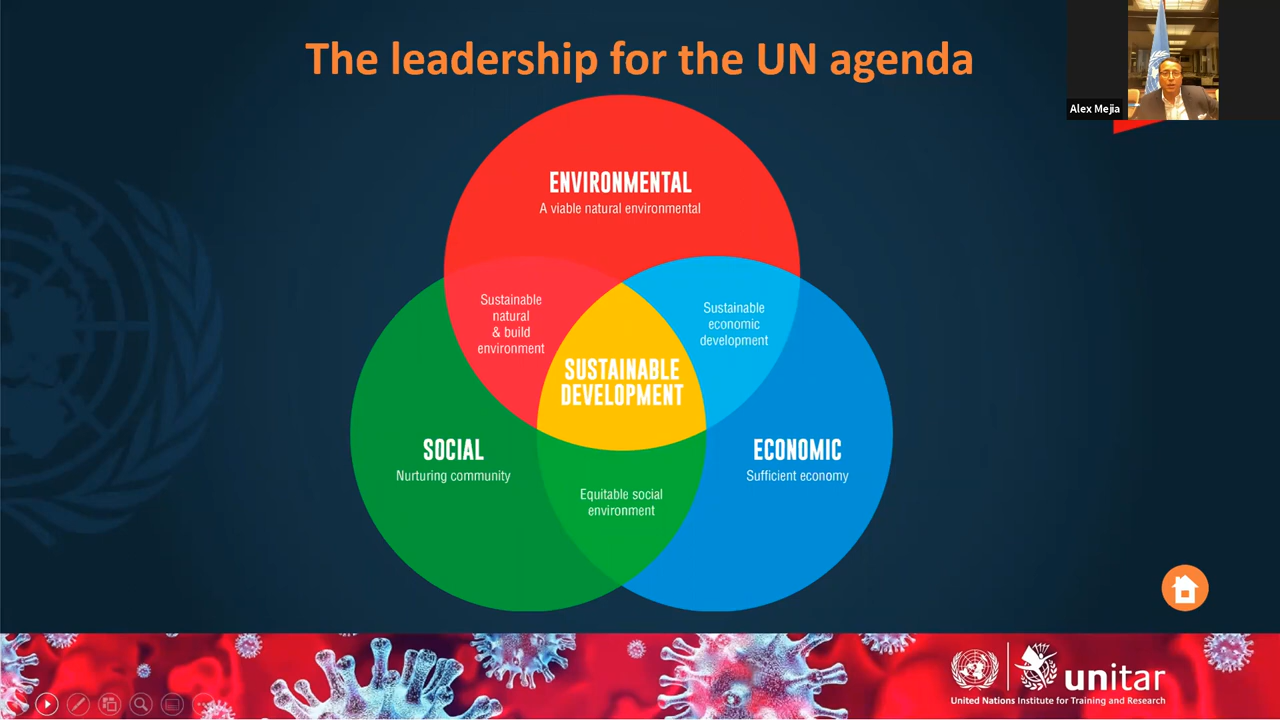 The leadership for the UN agenda
Alex Mejia
ENVIRONMENTAL
A viable natural environmental
Sustainable
natural
& build
environment
Sustainable
economic
development
SUSTAINABLE
DEVELOPMENT
SOCIAL
Nurturing community
ECONOMIC
Sufficient economy
Equitable social
environment
unitar
United Nations Institute for Training and Research